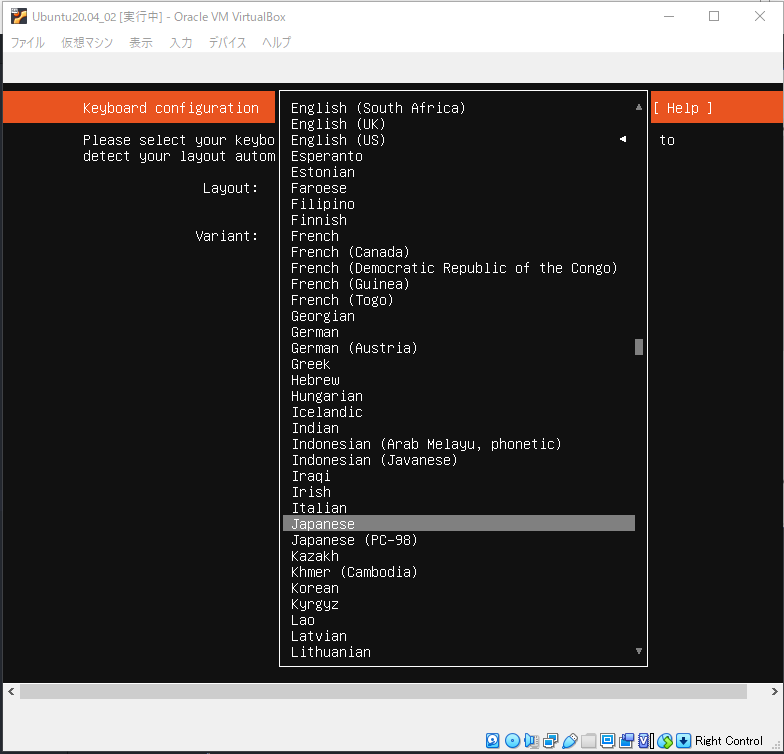 Ubuntu20.04_02 [実行中] - Oracle VM VirtualBox
ファイル 仮想マシン 表示 入力 デバイス ヘルプ
Keyboard configuration
[ Help ]
Please select your keybo
to
detect your layout autom
Layout:
Variant:
English (South Africa)
English (UK)
English (US)
Esperanto
Estonian
Faroese
Filipino
Finnish
French
French (Canada)
French (Democratic Republic of the Congo)
French (Guinea)
French (Togo)
Georgian
German
German (Austria)
Greek
Hebrew
Hungarian
Icelandic
Indian
Indonesian (Arab Melayu, phonetic)
Indonesian (Javanese)
Iraqi
Irish
Italian
Japanese
Japanese (PC-98)
Kazakh
Khmer (Cambodia)
Korean
Kyrgyz
Lao
Latvian
Lithuanian
Right Control